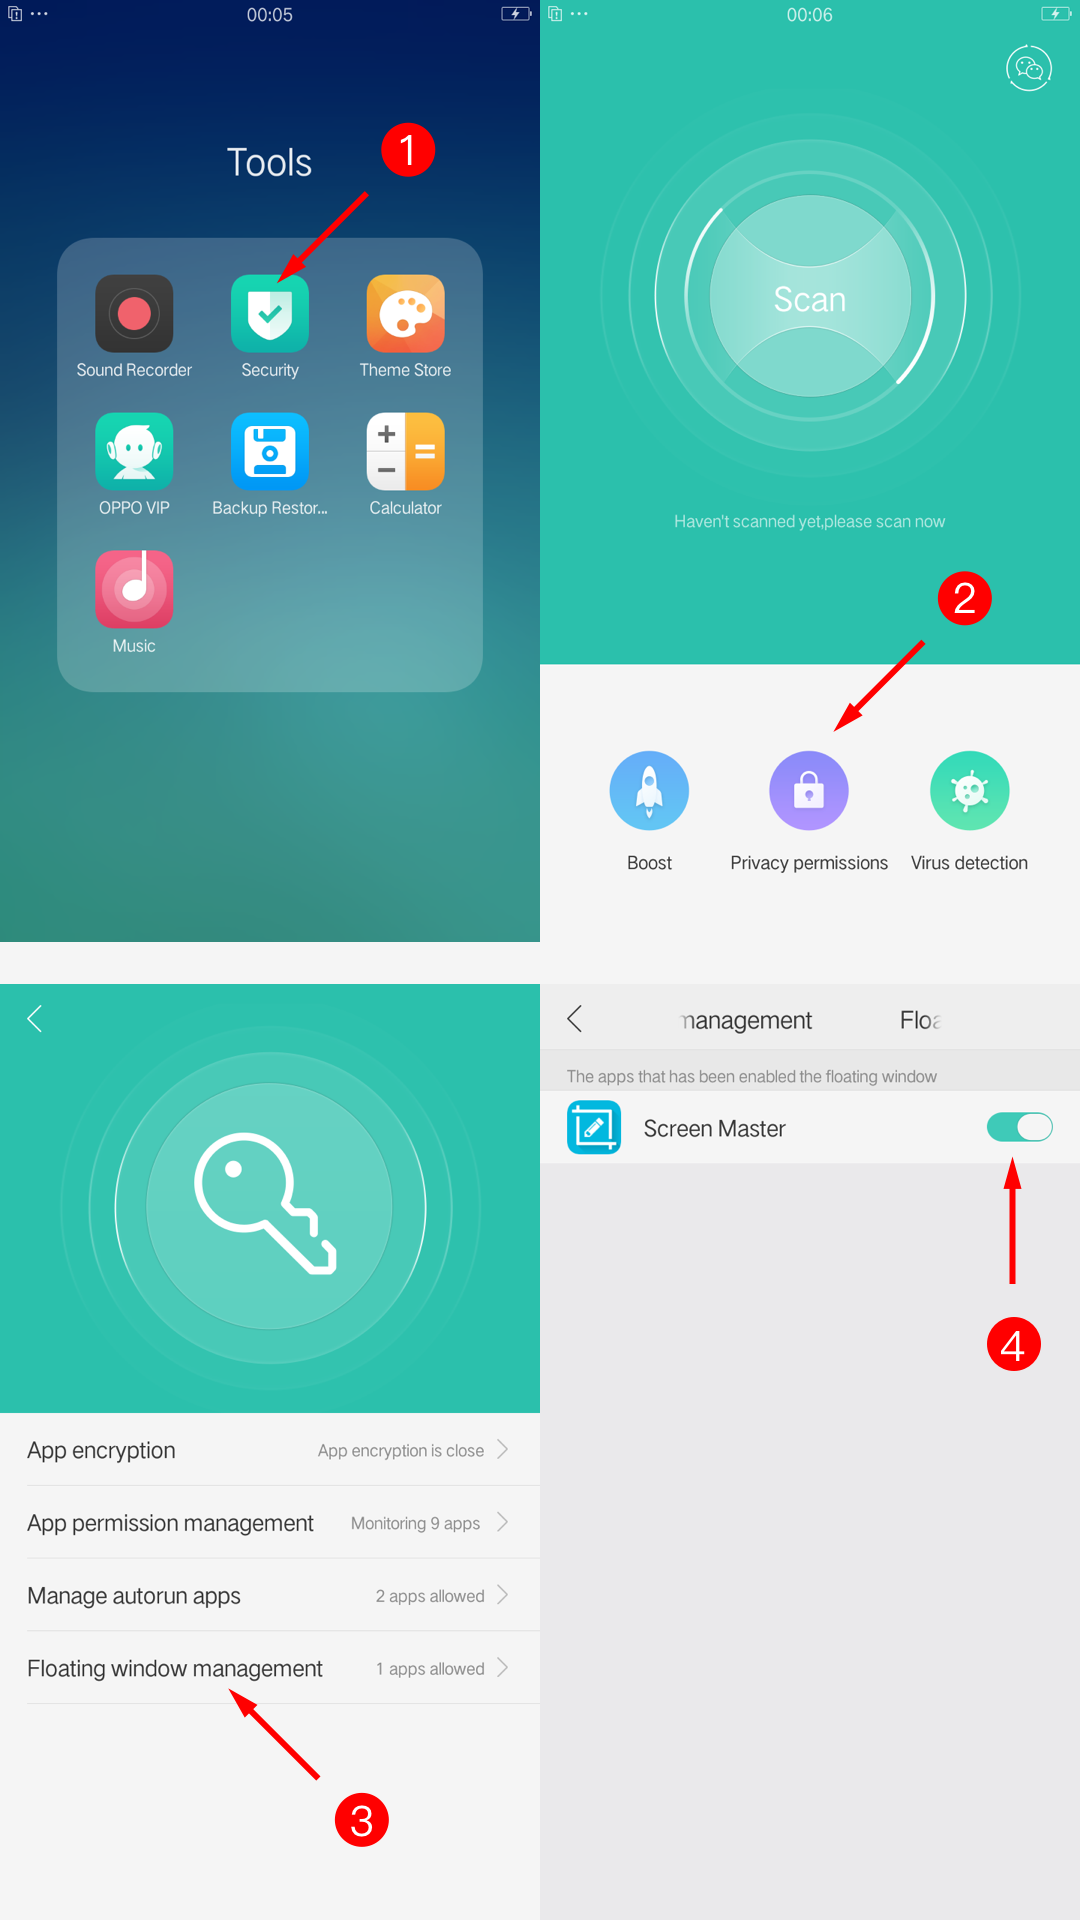 00:05
Tools
1
Sound Recorder
Security
Theme Store
OPPO VIP
Backup Restor...
Calculator
Music
00:06
Scan
Haven't scanned yet,please scan now
2
Boost
Privacy permissions
Virus detection
App encryption
App encryption is close
App permission management
Monitoring 9 apps
Manage autorun apps
2 apps allowed
Floating window management
1 apps allowed
3
management
Floa
The apps that has been enabled the floating window
Screen Master
4